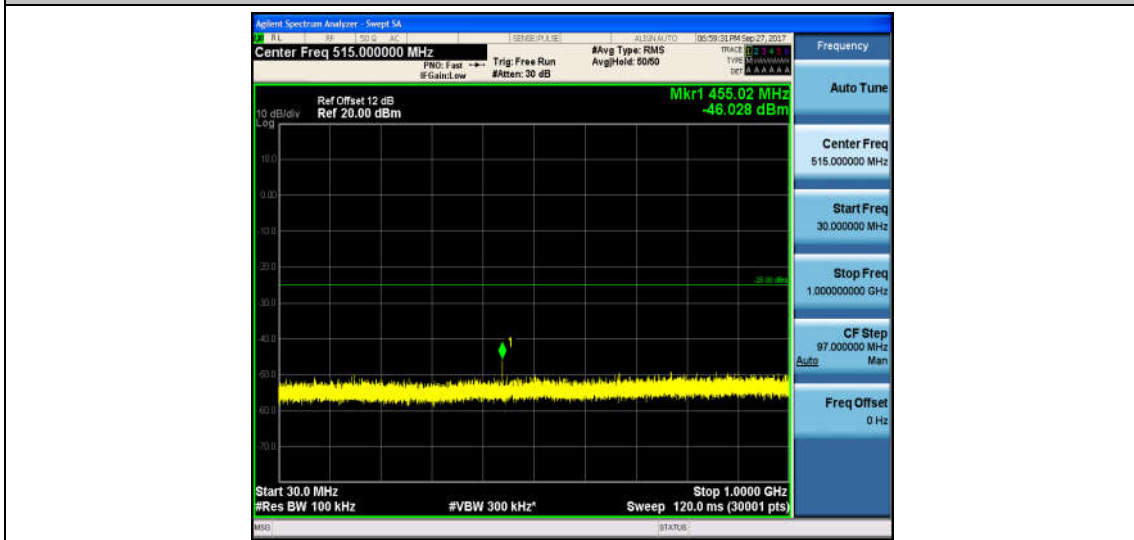 Agilent Spectrum Analyzer - Swept SA
RL RF 50 Ω AC SENSE:PULSE ALIGN AUTO 06:59:31 PM Sep 27, 2017
Center Freq 515.000000 MHz
PNO: Fast
IFGain:Low
Trig: Free Run
#Atten: 30 dB
#Avg Type: RMS
Avg|Hold: 50/50
TRACE 1 2 3 4 5 6
TYPE M
DET A A A A A A
Frequency
Auto Tune
Center Freq
515.000000 MHz
Start Freq
30.000000 MHz
Stop Freq
1.000000000 GHz
CF Step
97.000000 MHz
Auto Man
Freq Offset
0 Hz
Mkr1 455.02 MHz
-46.028 dBm
Ref Offset 12 dB
10 dB/div Ref 20.00 dBm
Log
10.0
0.00
-10.0
-20.0
-25.00 dBm
-30.0
-40.0
1
-50.0
-60.0
-70.0
Start 30.0 MHz Stop 1.0000 GHz
#Res BW 100 kHz #VBW 300 kHz* Sweep 120.0 ms (30001 pts)
MSG STATUS